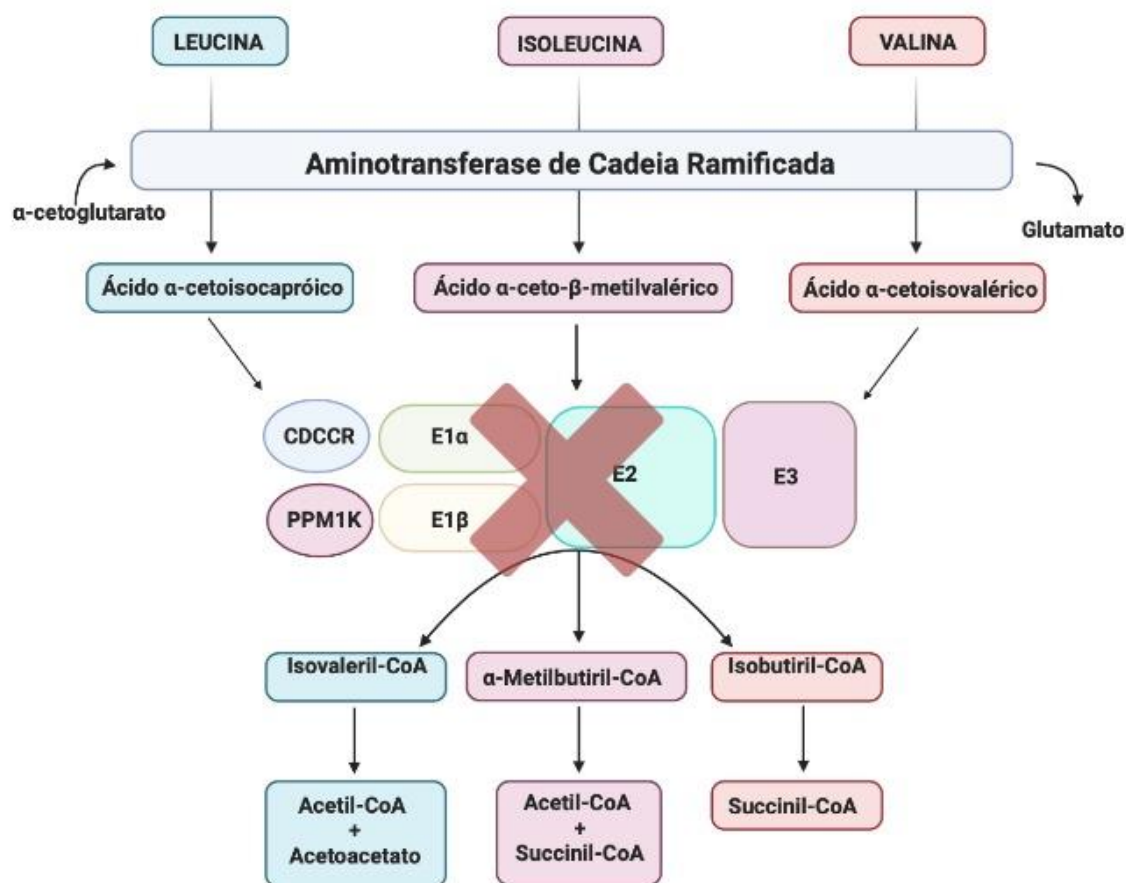 LEUCINA
ISOLEUCINA
VALINA
Aminotransferase de Cadeia Ramificada
α-cetoglutarato
Glutamato
Ácido α-cetoisocapróico
Ácido α-ceto-β-metilvalérico
Ácido α-cetoisovalérico
CDCCR
E1α
E2
E3
PPM1K
E1β
Isovaleril-CoA
α-Metilbutiril-CoA
Isobutiril-CoA
Acetil-CoA
+
Acetoacetato
Acetil-CoA
+
Succinil-CoA
Succinil-CoA